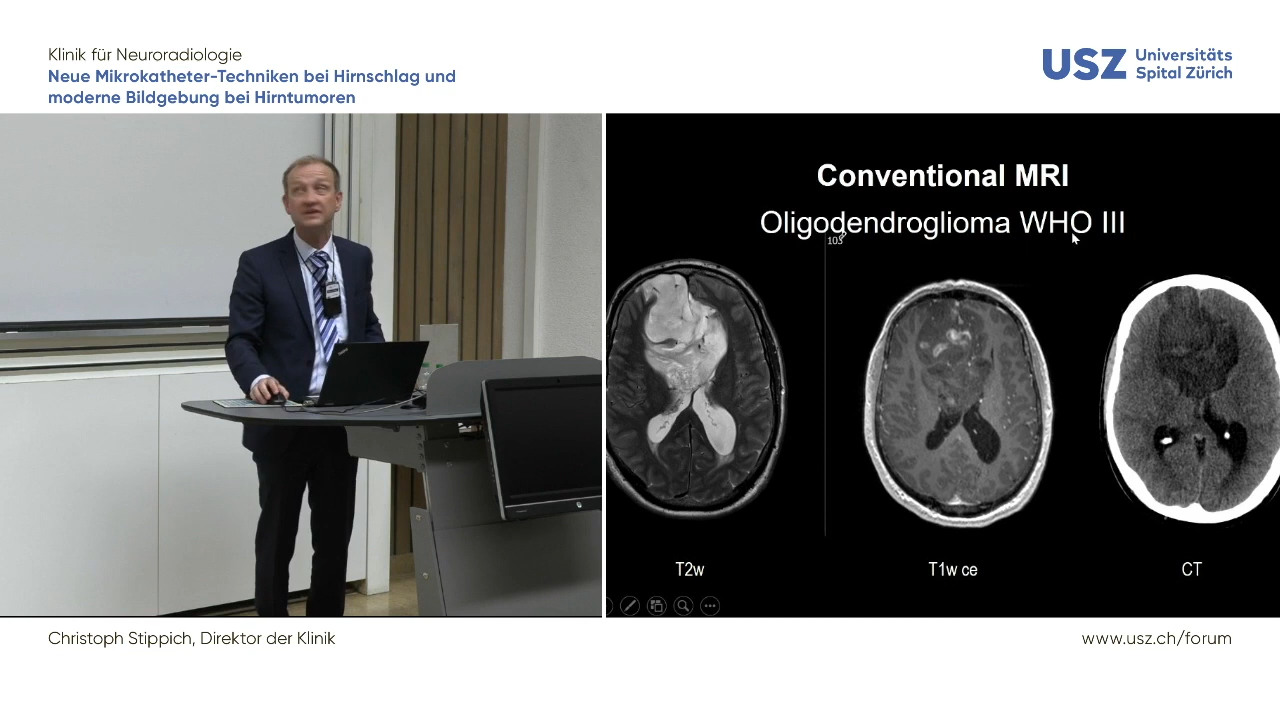 Klinik für Neuroradiologie
Neue Mikrokatheter-Techniken bei Hirnschlag und
moderne Bildgebung bei Hirntumoren
USZ Universitäts
Spital Zürich
Conventional MRI
Oligodendroglioma WHO III
103
T2w
T1w ce
CT
Christoph Stippich, Direktor der Klinik
www.usz.ch/forum